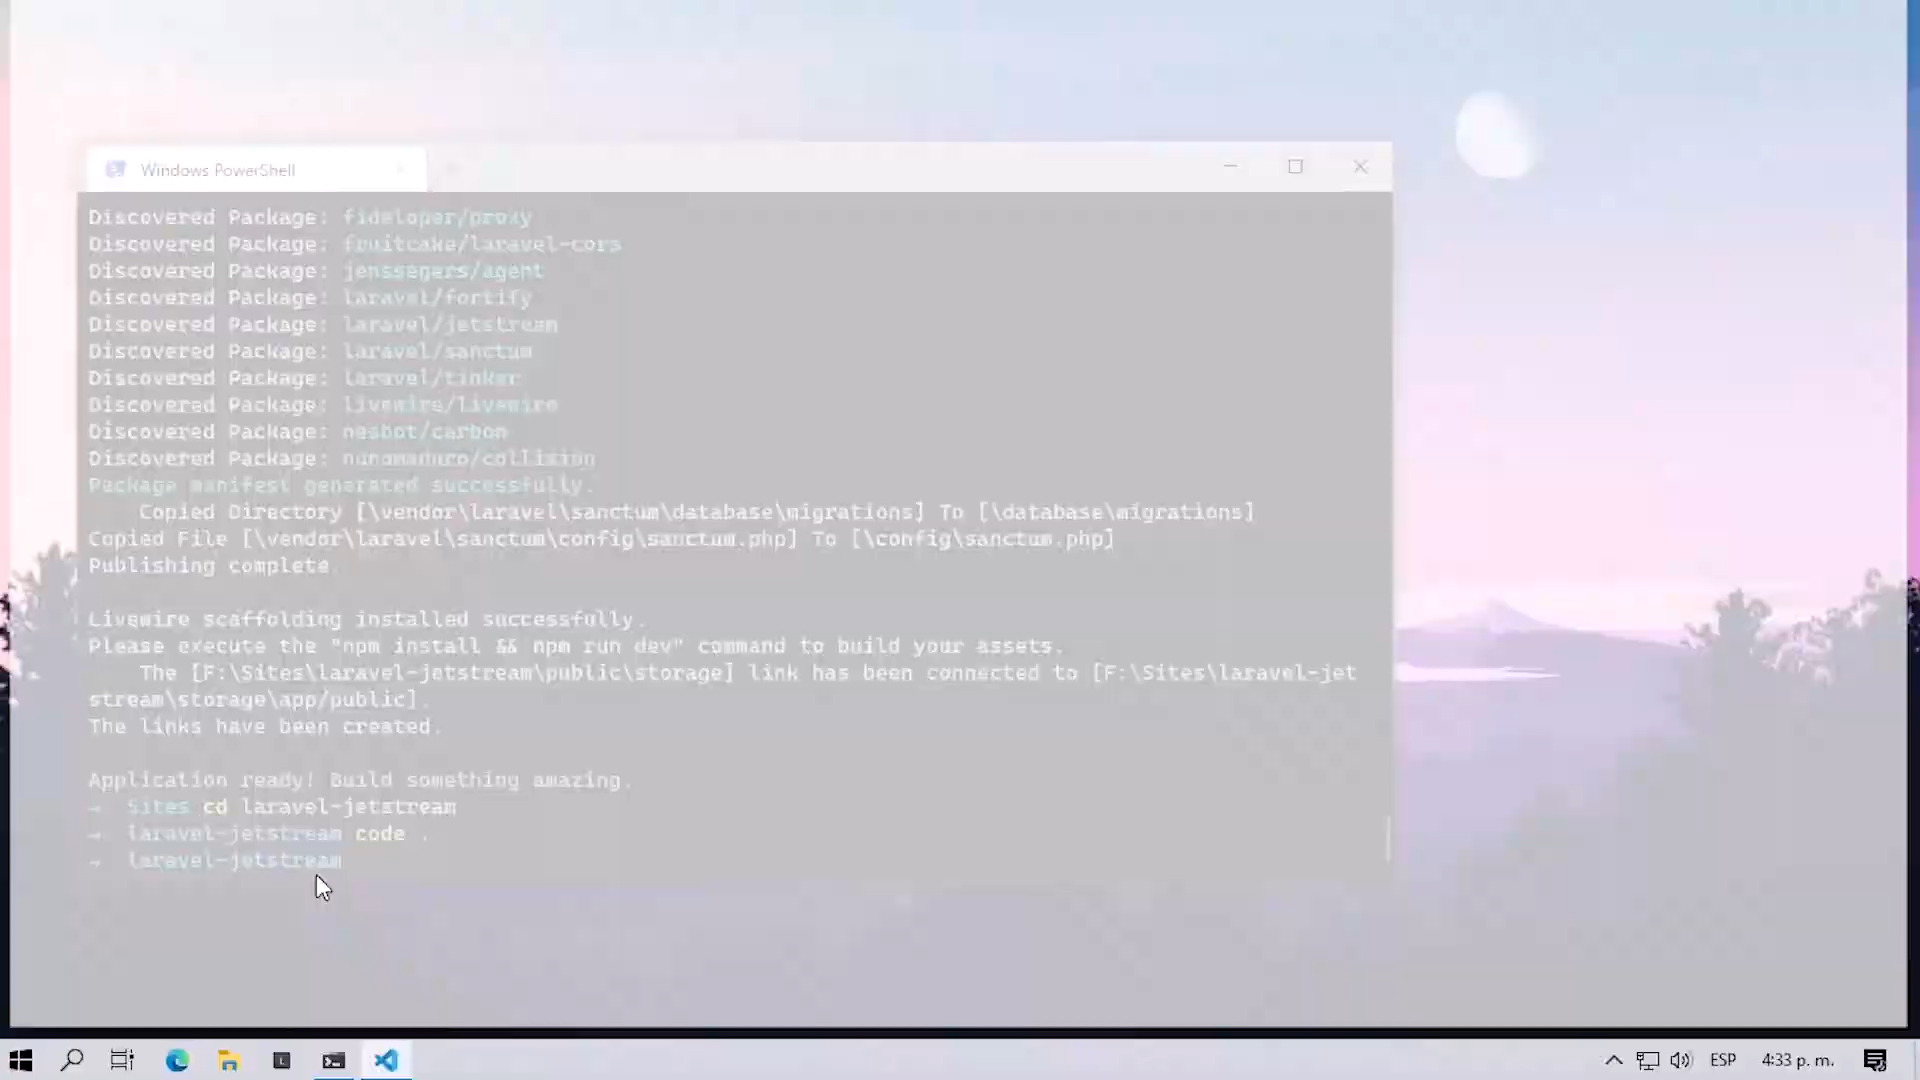 Windows PowerShell
Discovered Package: fideloper/proxy
Discovered Package: fruitcake/laravel-cors
Discovered Package: jenssegers/agent
Discovered Package: laravel/fortify
Discovered Package: laravel/jetstream
Discovered Package: laravel/sanctum
Discovered Package: laravel/tinker
Discovered Package: livewire/livewire
Discovered Package: nesbot/carbon
Discovered Package: nunomaduro/collision
Package manifest generated successfully.
Copied Directory [\vendor\laravel\sanctum\database\migrations] To [\database\migrations]
Copied File [\vendor\laravel\sanctum\config\sanctum.php] To [\config\sanctum.php]
Publishing complete.
Livewire scaffolding installed successfully.
Please execute the "npm install && npm run dev" command to build your assets.
The [F:\Sites\laravel-jetstream\public\storage] link has been connected to [F:\Sites\laravel-jet
stream\storage\app/public].
The links have been created.
Application ready! Build something amazing.
→ Sites cd laravel-jetstream
→ laravel-jetstream code .
→ laravel-jetstream
ESP 4:33 p. m.